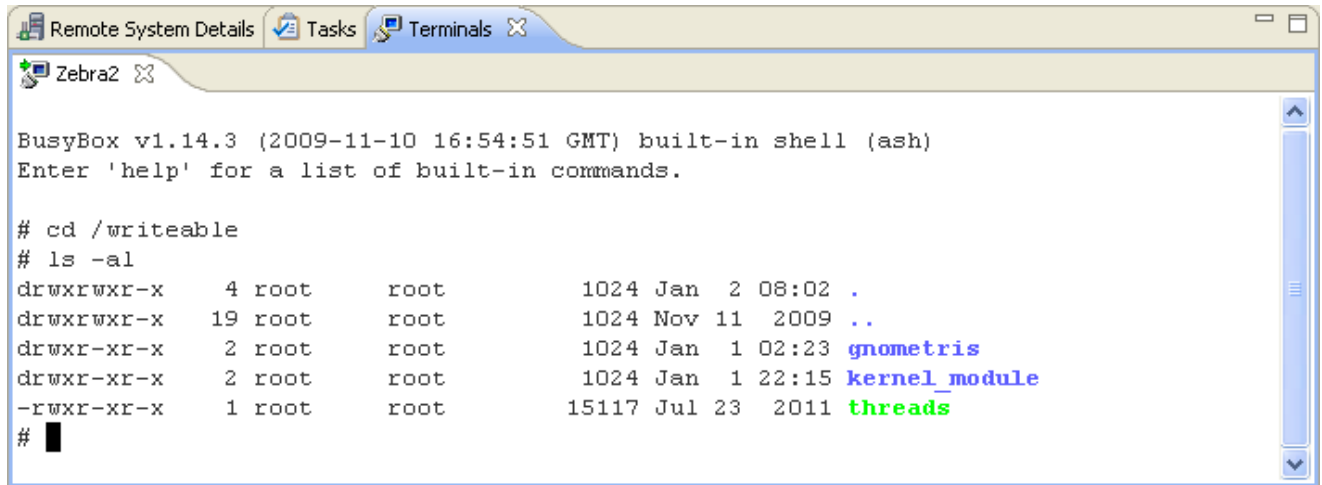 Remote System Details Tasks Terminals
Zebra2
BusyBox v1.14.3 (2009-11-10 16:54:51 GMT) built-in shell (ash)
Enter 'help' for a list of built-in commands.
# cd /writeable
# ls -al
drwxrwxr-x    4 root     root         1024 Jan  2 08:02 .
drwxrwxr-x   19 root     root         1024 Nov 11  2009 ..
drwxr-xr-x    2 root     root         1024 Jan  1 02:23 gnometris
drwxr-xr-x    2 root     root         1024 Jan  1 22:15 kernel_module
-rwxr-xr-x    1 root     root        15117 Jul 23  2011 threads
#